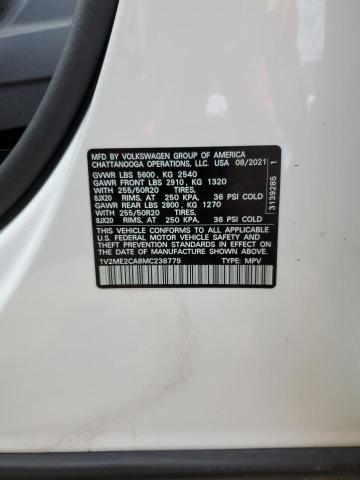 MFD BY VOLKSWAGEN GROUP OF AMERICA
CHATTANOOGA OPERATIONS, LLC. USA 08/2021 1
GVWR LBS 5600, KG 2540
GAWR FRONT LBS 2910, KG 1320
WITH 255/50R20 TIRES,
8JX20 RIMS, AT 250 KPA, 36 PSI COLD
GAWR REAR LBS 2800 , KG 1270
WITH 255/50R20 TIRES,
8JX20 RIMS, AT 250 KPA, 36 PSI COLD
THIS VEHICLE CONFORMS TO ALL APPLICABLE
U.S. FEDERAL MOTOR VEHICLE SAFETY, BUMPER,
AND THEFT PREVENTION STANDARDS IN EFFECT
ON THE DATE OF MANUFACTURE SHOWN ABOVE.
1V2ME2CA8MC238779 TYPE: MPV
3139285